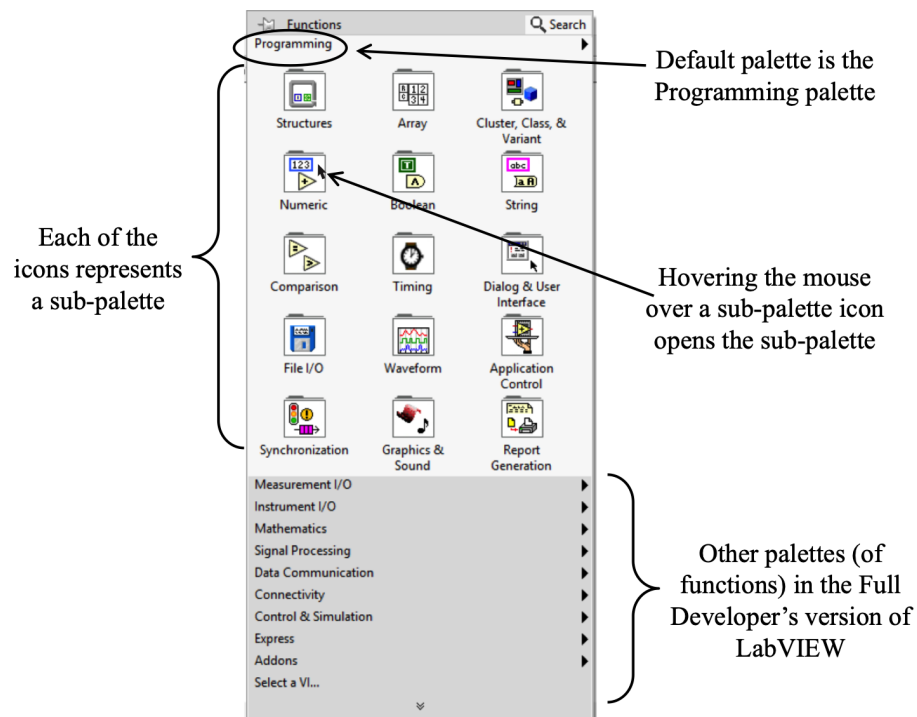 Functions
Search
Programming
Default palette is the
Programming palette
Structures
Array
Cluster, Class, &
Variant
Numeric
Boolean
String
Each of the
icons represents
a sub-palette
Comparison
Timing
Dialog & User
Interface
Hovering the mouse
over a sub-palette icon
opens the sub-palette
File I/O
Waveform
Application
Control
Synchronization
Graphics &
Sound
Report
Generation
Measurement I/O
Instrument I/O
Mathematics
Signal Processing
Data Communication
Connectivity
Control & Simulation
Express
Addons
Select a VI...
Other palettes (of
functions) in the Full
Developer's version of
LabVIEW